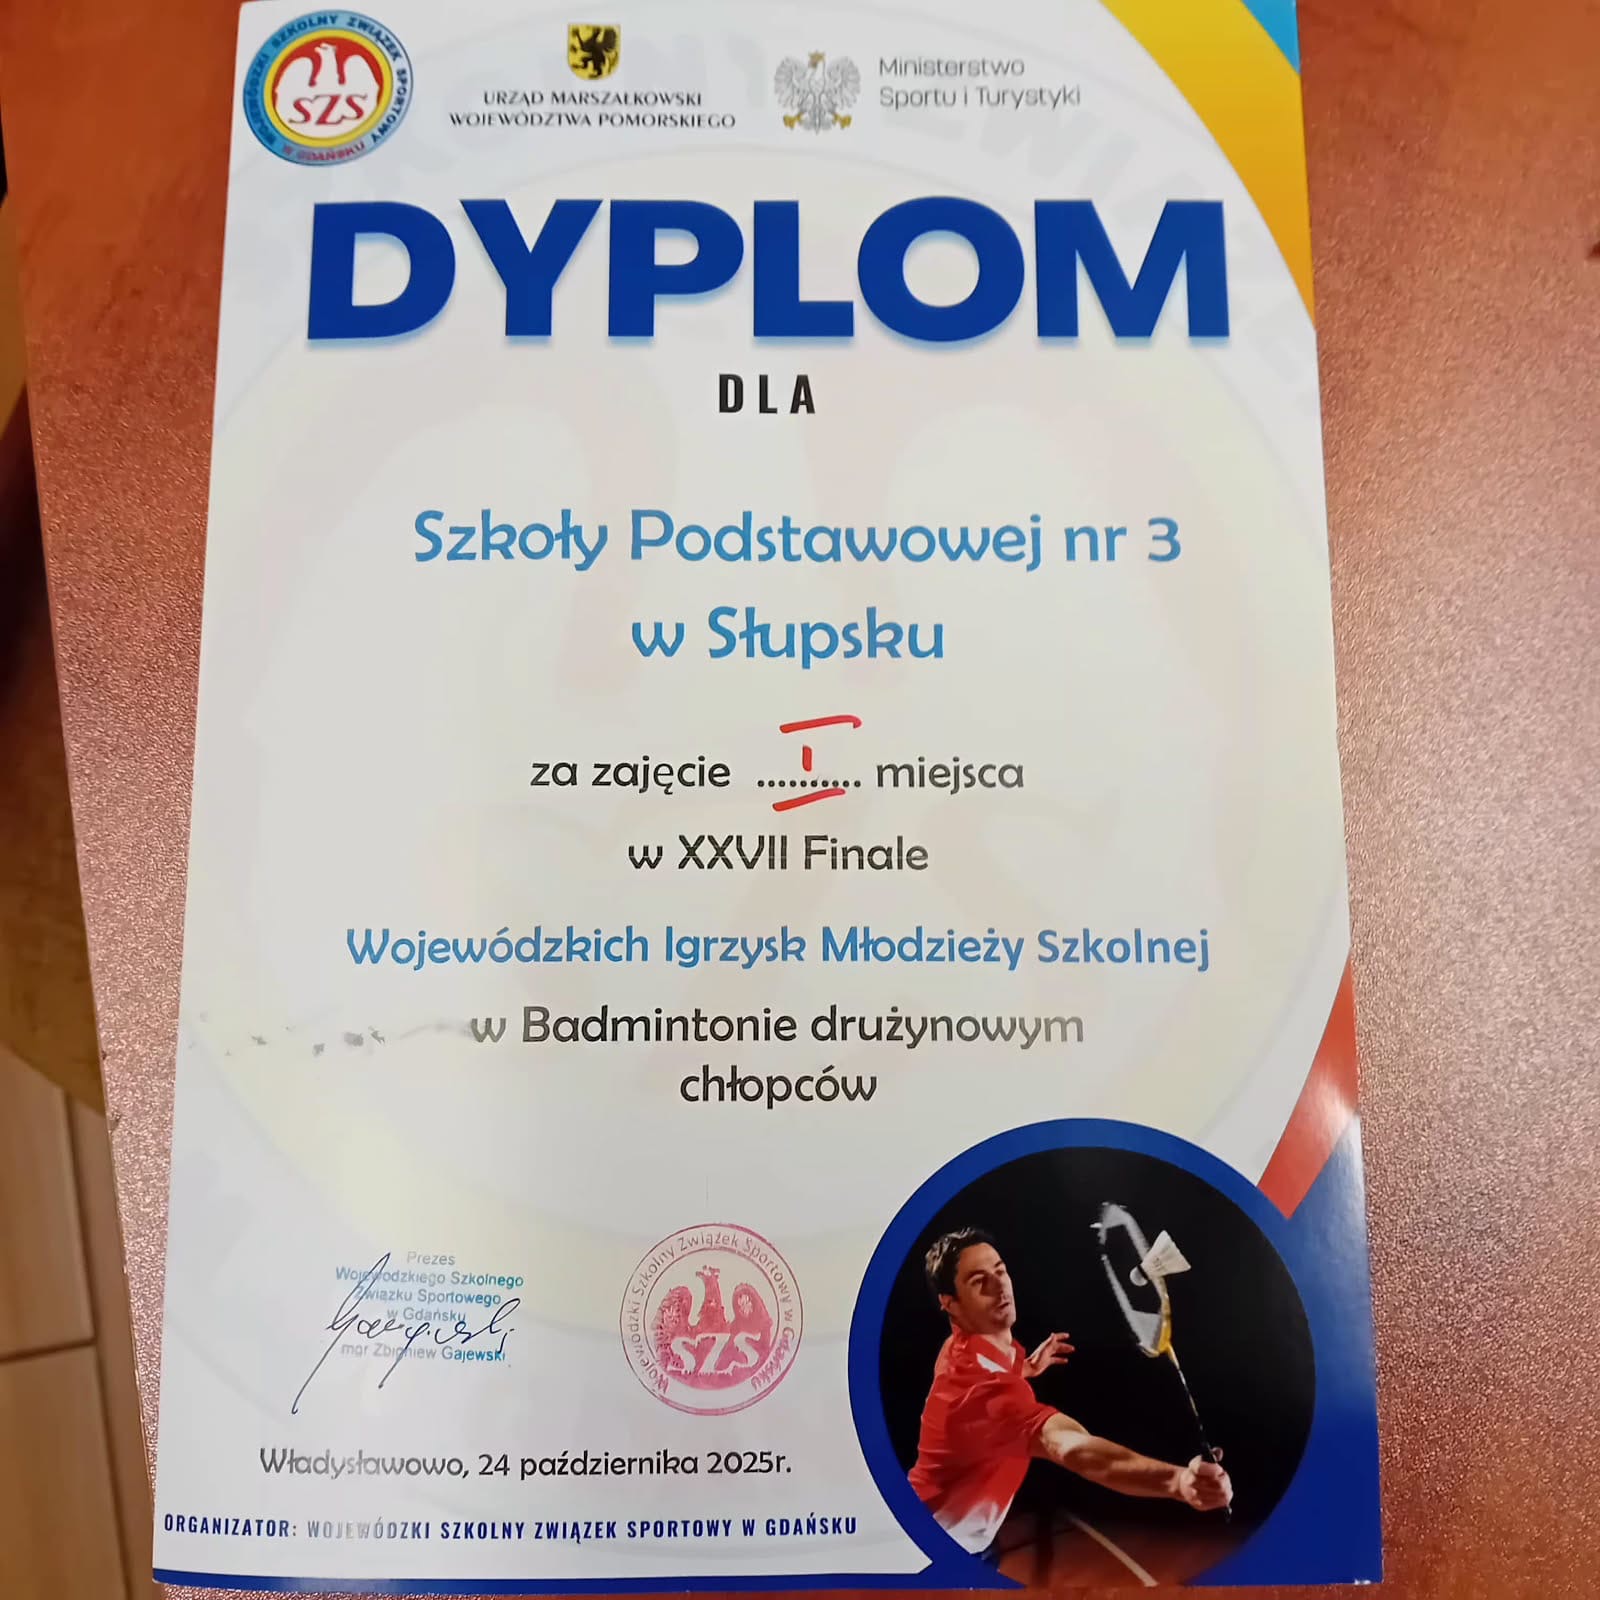 WOJEWÓDZKI SZKOLNY ZWIĄZEK SPORTOWY
W GDAŃSKU
SZS
URZĄD MARSZAŁKOWSKI
WOJEWÓDZTWA POMORSKIEGO
Ministerstwo
Sportu i Turystyki
DYPLOM
DLA
Szkoły Podstawowej nr 3
w Słupsku
za zajęcie ....I.... miejsca
w XXVII Finale
Wojewódzkich Igrzysk Młodzieży Szkolnej
w Badmintonie drużynowym
chłopców
Prezes
Wojewódzkiego Szkolnego
Związku Sportowego
w Gdańsku
mgr Zbigniew Gajewski
Wojewódzki Szkolny Związek Sportowy w Gdańsku
SZS
Władysławowo, 24 października 2025r.
ORGANIZATOR: WOJEWÓDZKI SZKOLNY ZWIĄZEK SPORTOWY W GDAŃSKU